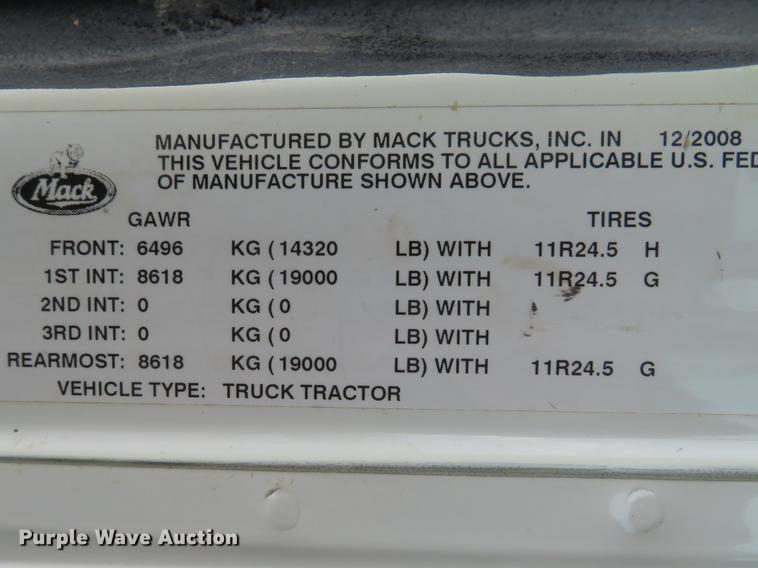 MANUFACTURED BY MACK TRUCKS, INC. IN 12/2008
THIS VEHICLE CONFORMS TO ALL APPLICABLE U.S. FED
OF MANUFACTURE SHOWN ABOVE.
Mack
GAWR TIRES
FRONT: 6496 KG ( 14320 LB) WITH 11R24.5 H
1ST INT: 8618 KG ( 19000 LB) WITH 11R24.5 G
2ND INT: 0 KG ( 0 LB) WITH
3RD INT: 0 KG ( 0 LB) WITH
REARMOST: 8618 KG ( 19000 LB) WITH 11R24.5 G
VEHICLE TYPE: TRUCK TRACTOR
Purple Wave Auction